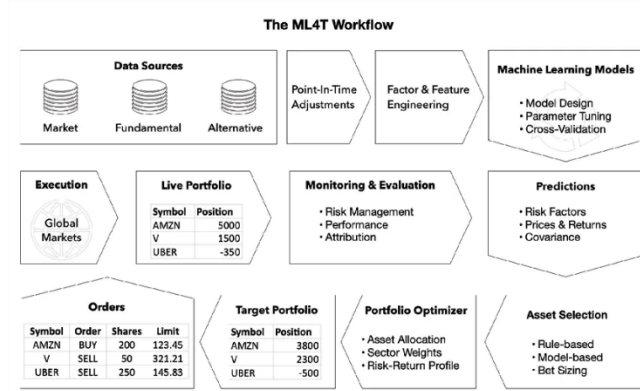 The ML4T Workflow
Data Sources
Market Fundamental Alternative
Point-In-Time
Adjustments
Factor & Feature
Engineering
Machine Learning Models
• Model Design
• Parameter Tuning
• Cross-Validation
Execution
Global
Markets
Live Portfolio
Symbol Position
AMZN 5000
V 1500
UBER -350
Monitoring & Evaluation
• Risk Management
• Performance
• Attribution
Predictions
• Risk Factors
• Prices & Returns
• Covariance
Orders
Symbol Order Shares Limit
AMZN BUY 200 123.45
V SELL 50 321.21
UBER SELL 250 145.83
Target Portfolio
Symbol Position
AMZN 3800
V 2300
UBER -500
Portfolio Optimizer
• Asset Allocation
• Sector Weights
• Risk-Return Profile
Asset Selection
• Rule-based
• Model-based
• Bet Sizing